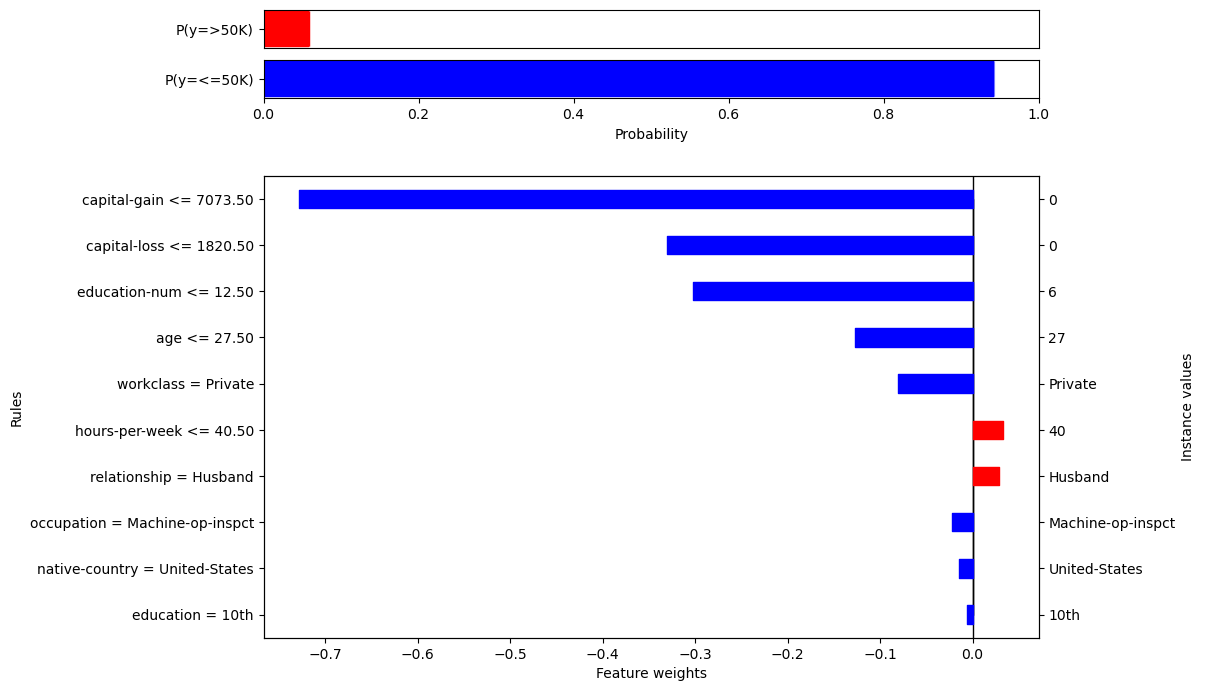 P(y=>50K)
P(y=<=50K)
0.0 0.2 0.4 0.6 0.8 1.0
Probability
Rules
capital-gain <= 7073.50 0
capital-loss <= 1820.50 0
education-num <= 12.50 6
age <= 27.50 27
workclass = Private Private
hours-per-week <= 40.50 40
relationship = Husband Husband
occupation = Machine-op-inspct Machine-op-inspct
native-country = United-States United-States
education = 10th 10th
Instance values
−0.7 −0.6 −0.5 −0.4 −0.3 −0.2 −0.1 0.0
Feature weights